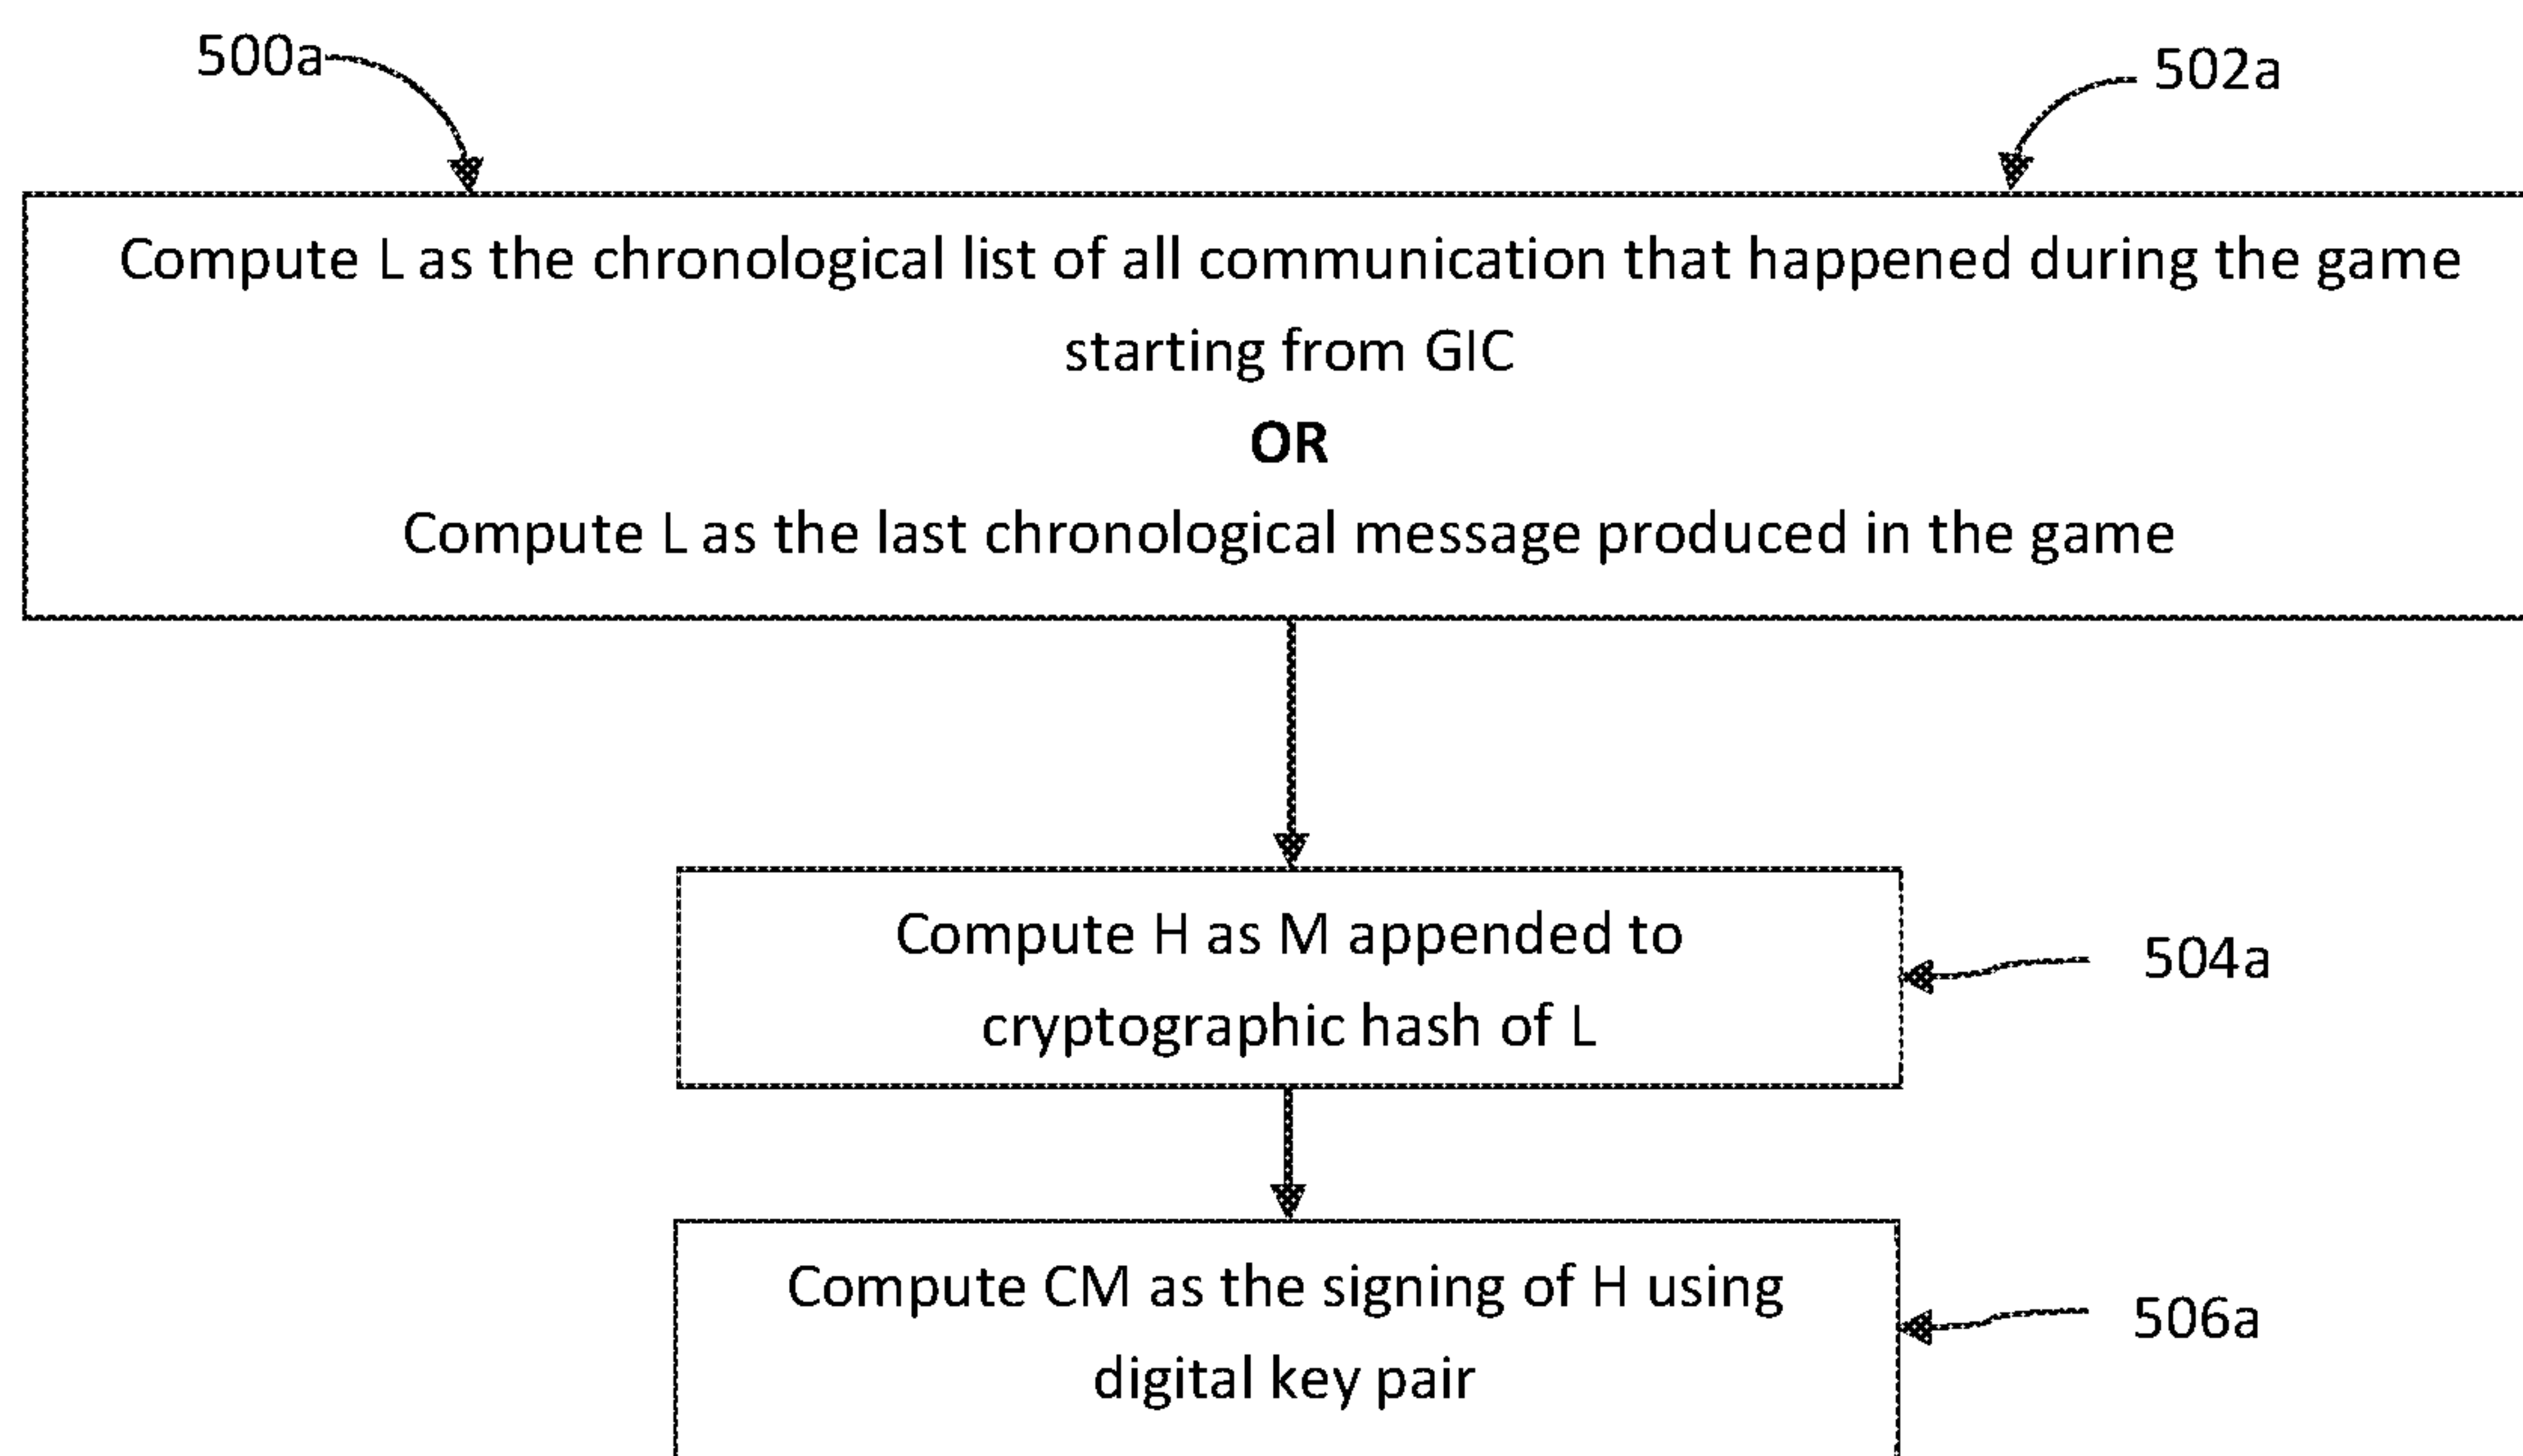 500a
502a
Compute L as the chronological list of all communication that happened during the game
starting from GIC
OR
Compute L as the last chronological message produced in the game
Compute H as M appended to
cryptographic hash of L
504a
Compute CM as the signing of H using
digital key pair
506a